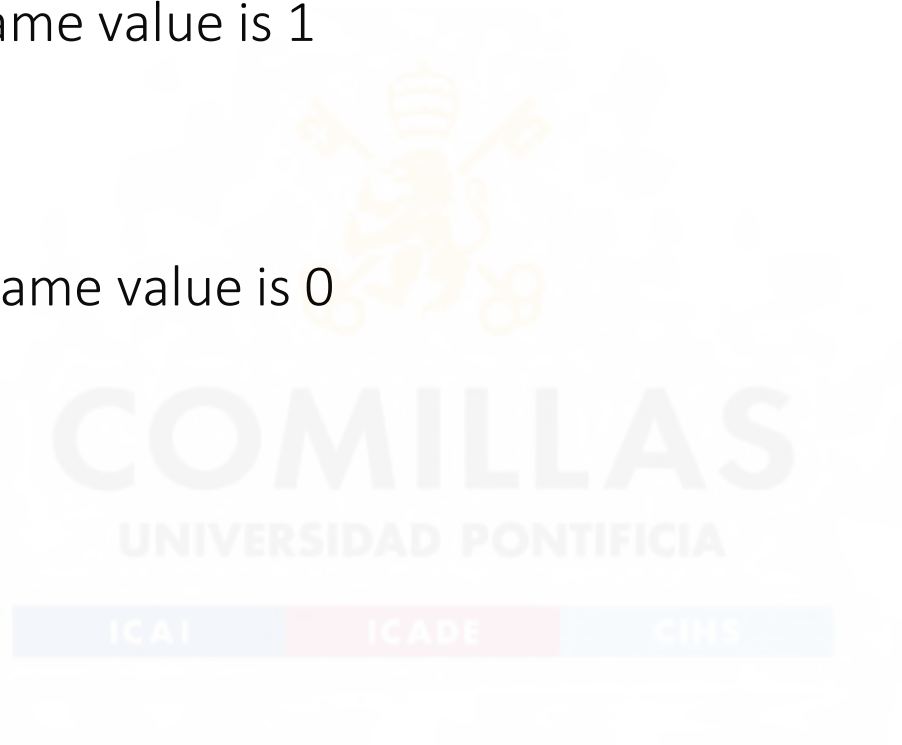 ame value is 1
ame value is 0
COMILLAS
UNIVERSIDAD PONTIFICIA
ICAI ICADE CIHS